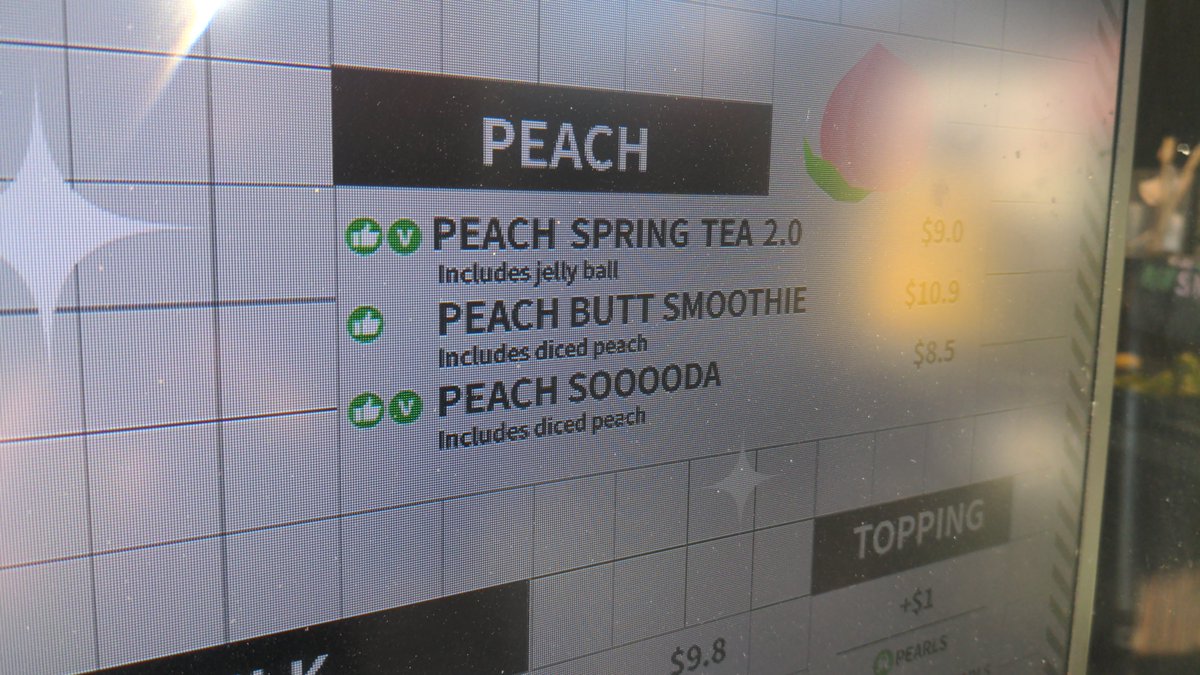 PEACH
V PEACH SPRING TEA 2.0 $9.0
Includes jelly ball
PEACH BUTT SMOOTHIE $10.9
Includes diced peach
V PEACH SOOOODA $8.5
Includes diced peach
TOPPING
+$1
PEARLS
LK
$9.8